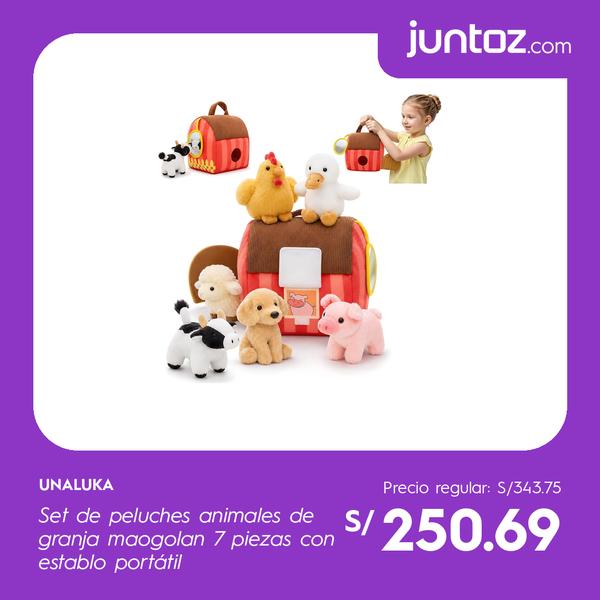 juntoz.com
UNALUKA
Set de peluches animales de
granja maogolan 7 piezas con
establo portátil
Precio regular: S/343.75
S/250.69